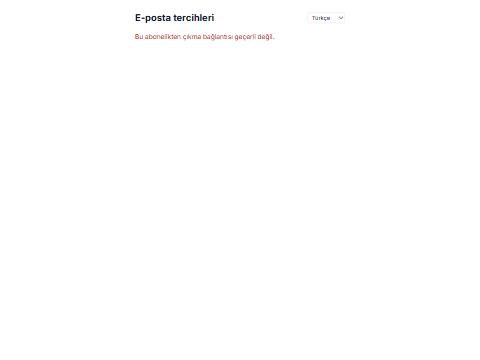 E-posta tercihleri
Türkçe
Bu abonelikten çıkma bağlantısı geçerli değil.